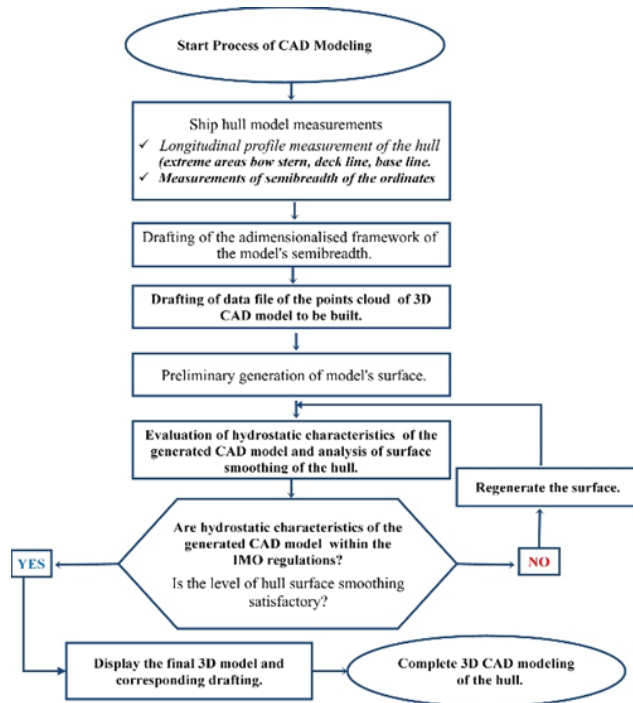 Start Process of CAD Modeling
Ship hull model measurements
✓ Longitudinal profile measurement of the hull
(extreme areas bow stern, deck line, base line.
✓ Measurements of semibreadth of the ordinates
Drafting of the adimensionalised framework of
the model's semibreadth.
Drafting of data file of the points cloud of 3D
CAD model to be built.
Preliminary generation of model's surface.
Evaluation of hydrostatic characteristics of the
generated CAD model and analysis of surface
smoothing of the hull.
Regenerate the surface.
Are hydrostatic characteristics of the
generated CAD model within the
IMO regulations?
Is the level of hull surface smoothing
satisfactory?
YES
NO
Display the final 3D model and
corresponding drafting.
Complete 3D CAD modeling
of the hull.